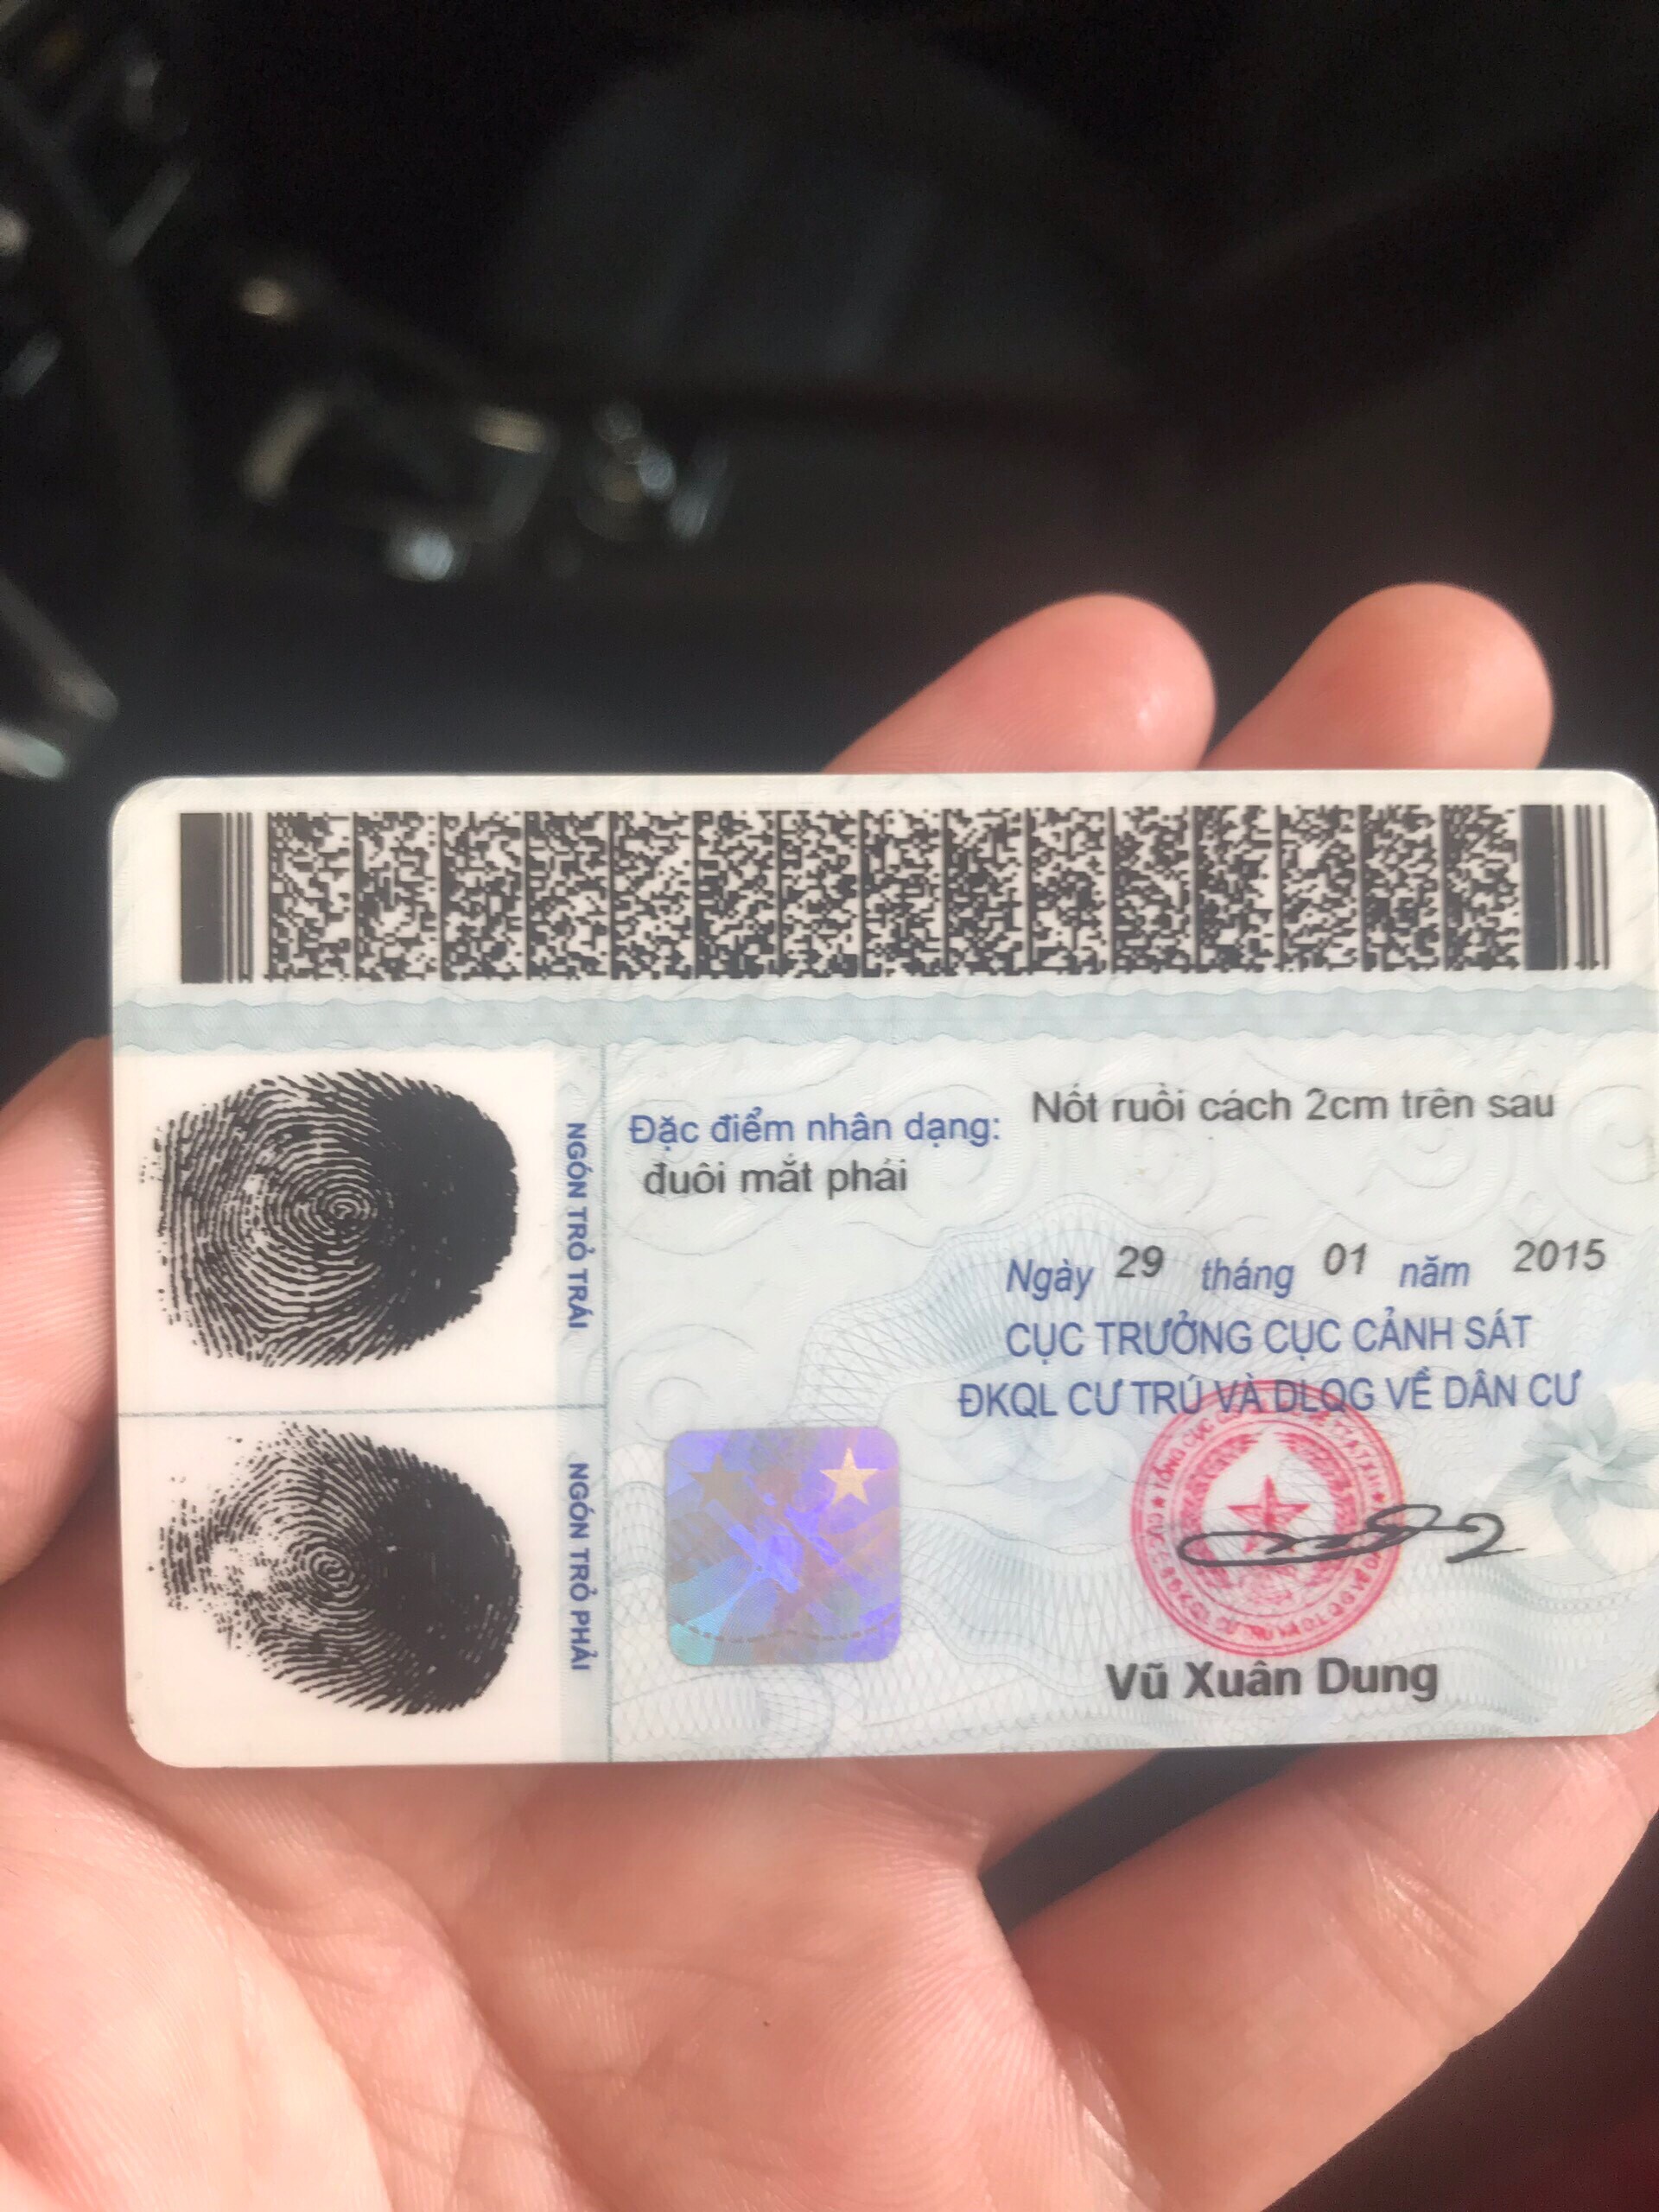 NGÓN TRỎ TRÁI
NGÓN TRỎ PHẢI
Đặc điểm nhân dạng: Nốt ruồi cách 2cm trên sau
đuôi mắt phải
Ngày 29 tháng 01 năm 2015
CỤC TRƯỞNG CỤC CẢNH SÁT
ĐKQL CƯ TRÚ VÀ DLQG VỀ DÂN CƯ
Vũ Xuân Dung